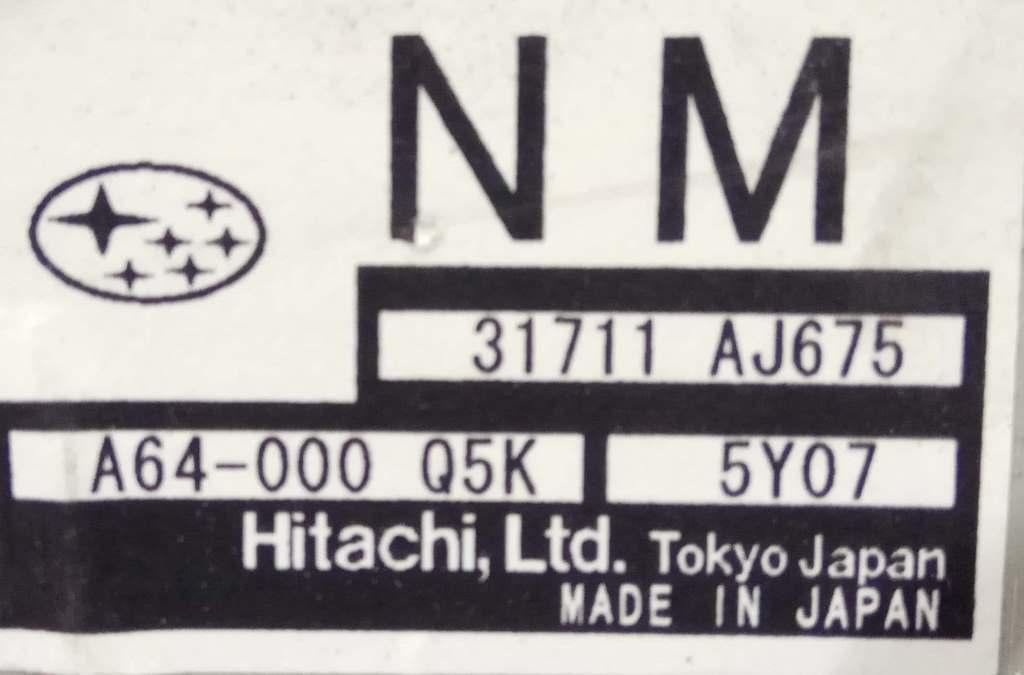 N M
31711 AJ675
A64-000 Q5K 5Y07
Hitachi, Ltd. Tokyo Japan
MADE IN JAPAN